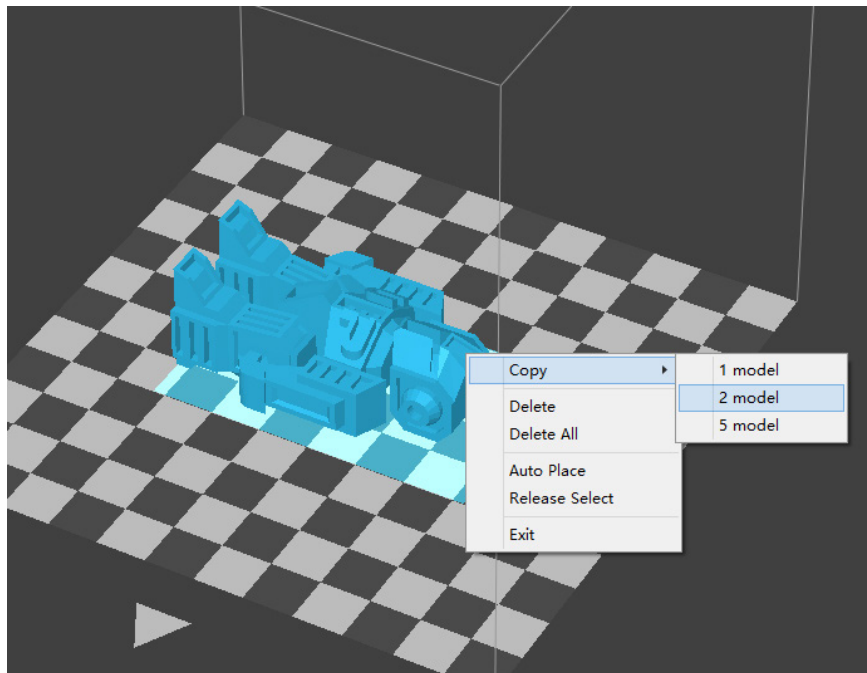 Copy
1 model
2 model
5 model
Delete
Delete All
Auto Place
Release Select
Exit